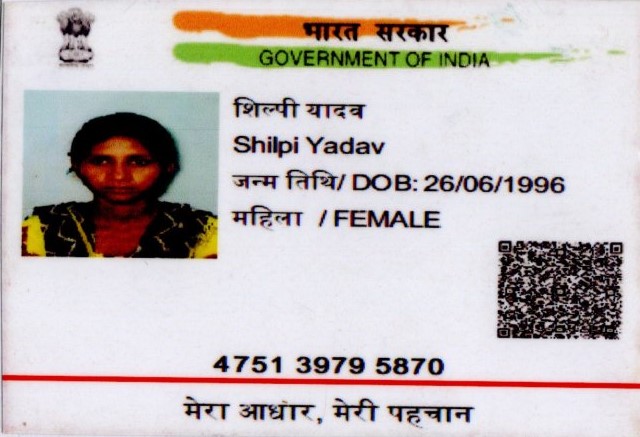 भारत सरकार
GOVERNMENT OF INDIA
शिल्पी यादव
Shilpi Yadav
जन्म तिथि/ DOB: 26/06/1996
महिला / FEMALE
4751 3979 5870
मेरा आधार, मेरी पहचान